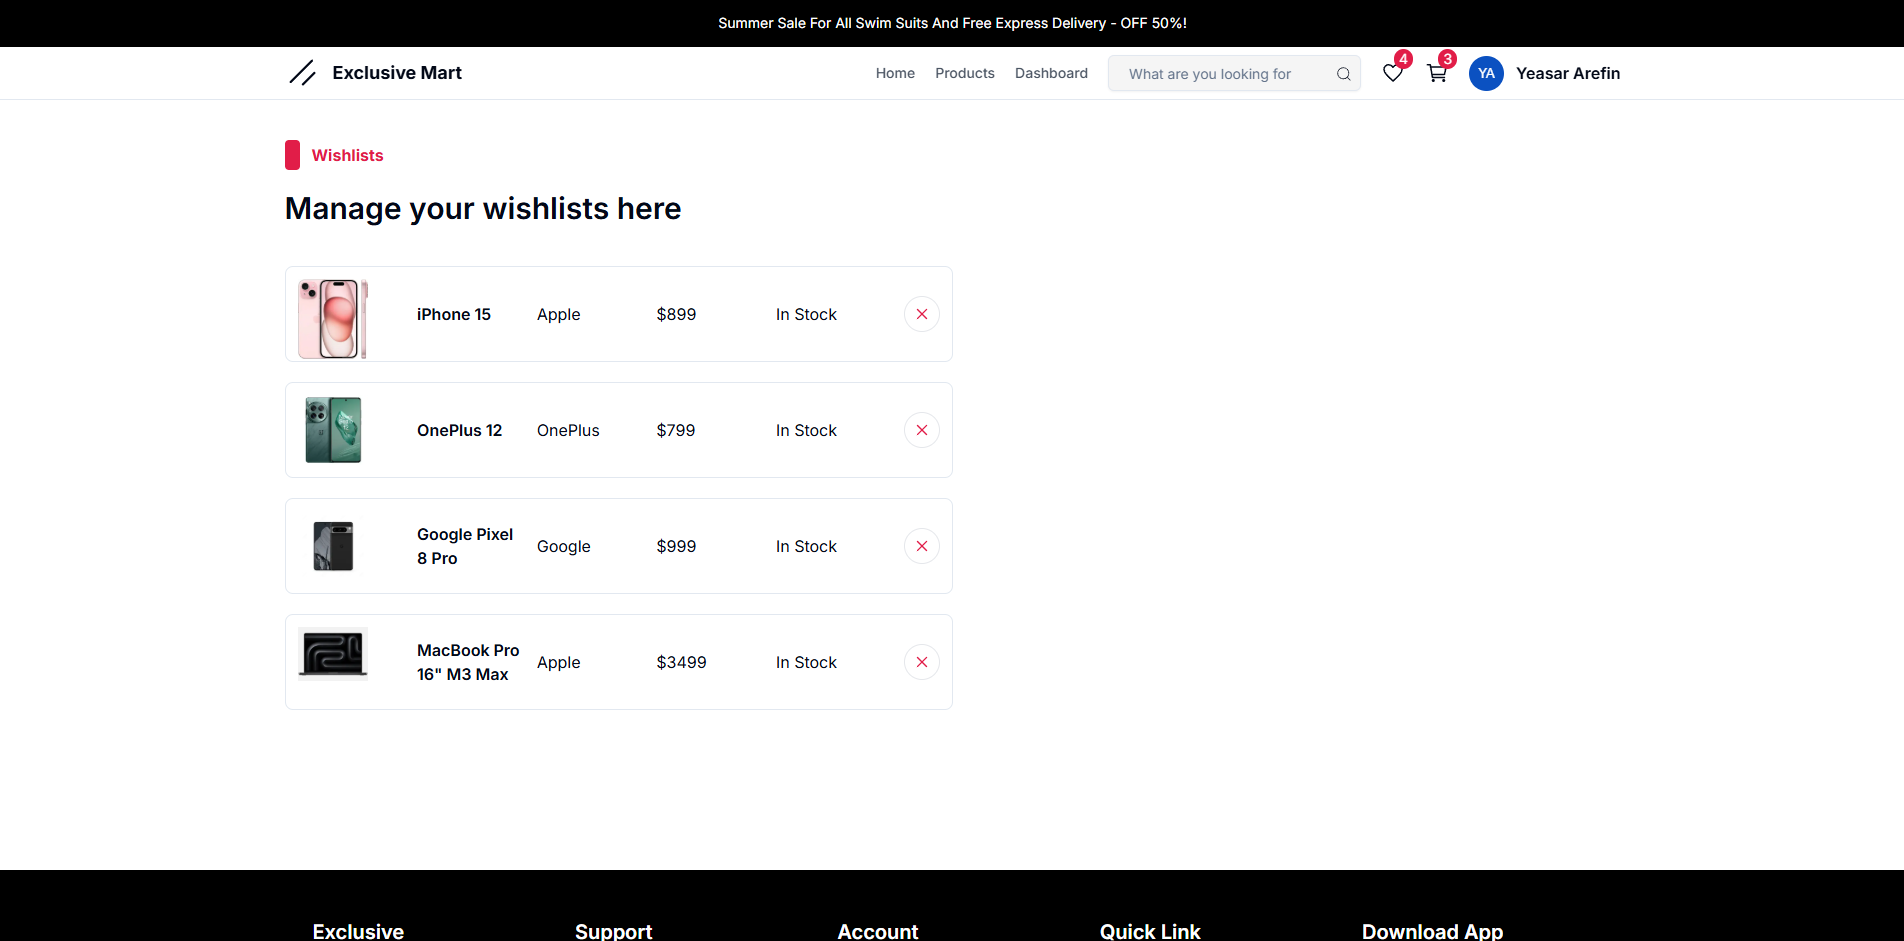 Summer Sale For All Swim Suits And Free Express Delivery - OFF 50%!
Exclusive Mart
Home
Products
Dashboard
What are you looking for
4
3
YA
Yeasar Arefin
Wishlists
Manage your wishlists here
iPhone 15
Apple
$899
In Stock
OnePlus 12
OnePlus
$799
In Stock
Google Pixel
8 Pro
Google
$999
In Stock
MacBook Pro
16" M3 Max
Apple
$3499
In Stock
Exclusive
Support
Account
Quick Link
Download App